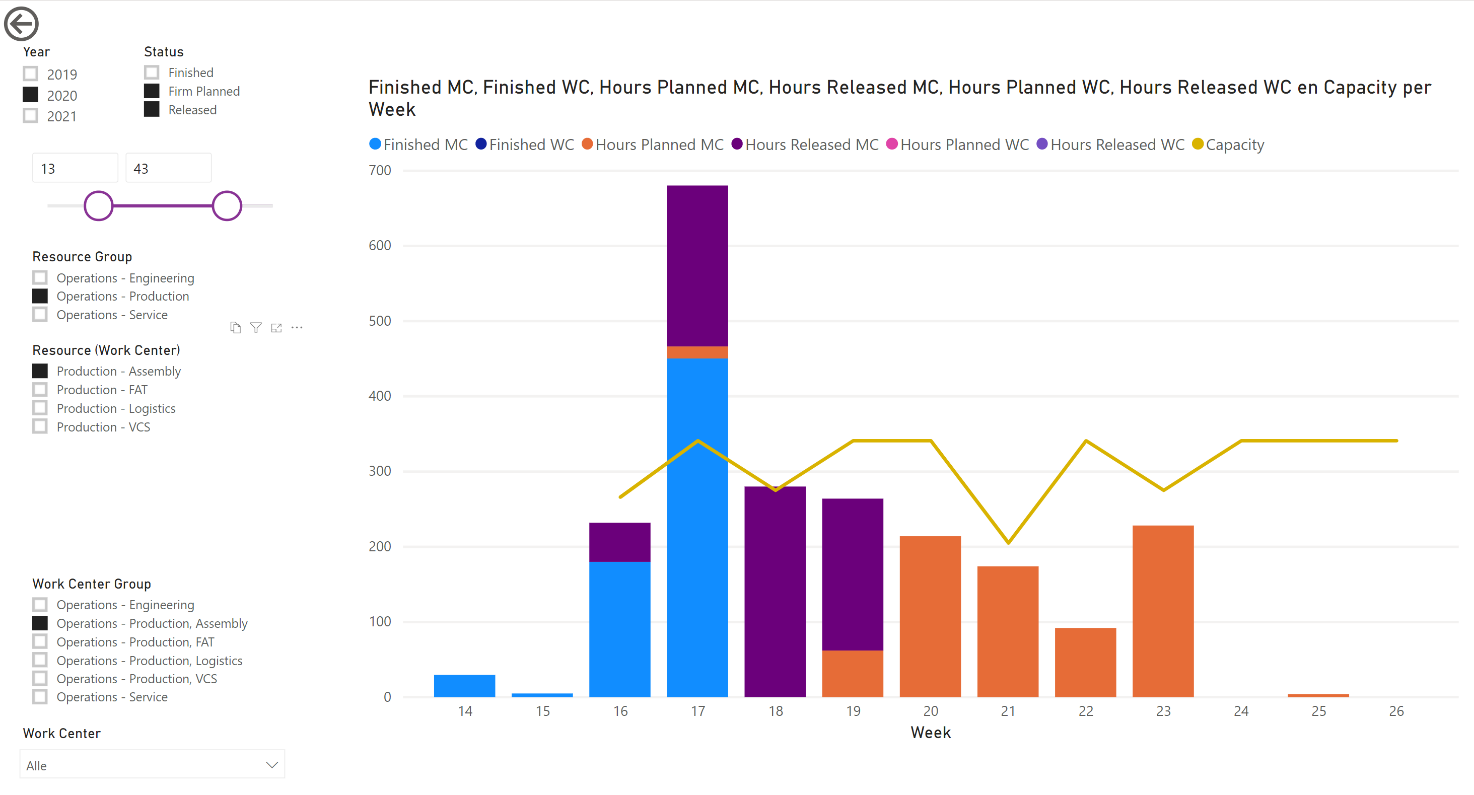 Year
2019
2020
2021
Status
Finished
Firm Planned
Released
13
43
Resource Group
Operations - Engineering
Operations - Production
Operations - Service
Resource (Work Center)
Production - Assembly
Production - FAT
Production - Logistics
Production - VCS
Work Center Group
Operations - Engineering
Operations - Production, Assembly
Operations - Production, FAT
Operations - Production, Logistics
Operations - Production, VCS
Operations - Service
Work Center
Alle
Finished MC, Finished WC, Hours Planned MC, Hours Released MC, Hours Planned WC, Hours Released WC en Capacity per
Week
Finished MC Finished WC Hours Planned MC Hours Released MC Hours Planned WC Hours Released WC Capacity
700
600
500
400
300
200
100
0
14 15 16 17 18 19 20 21 22 23 24 25 26
Week